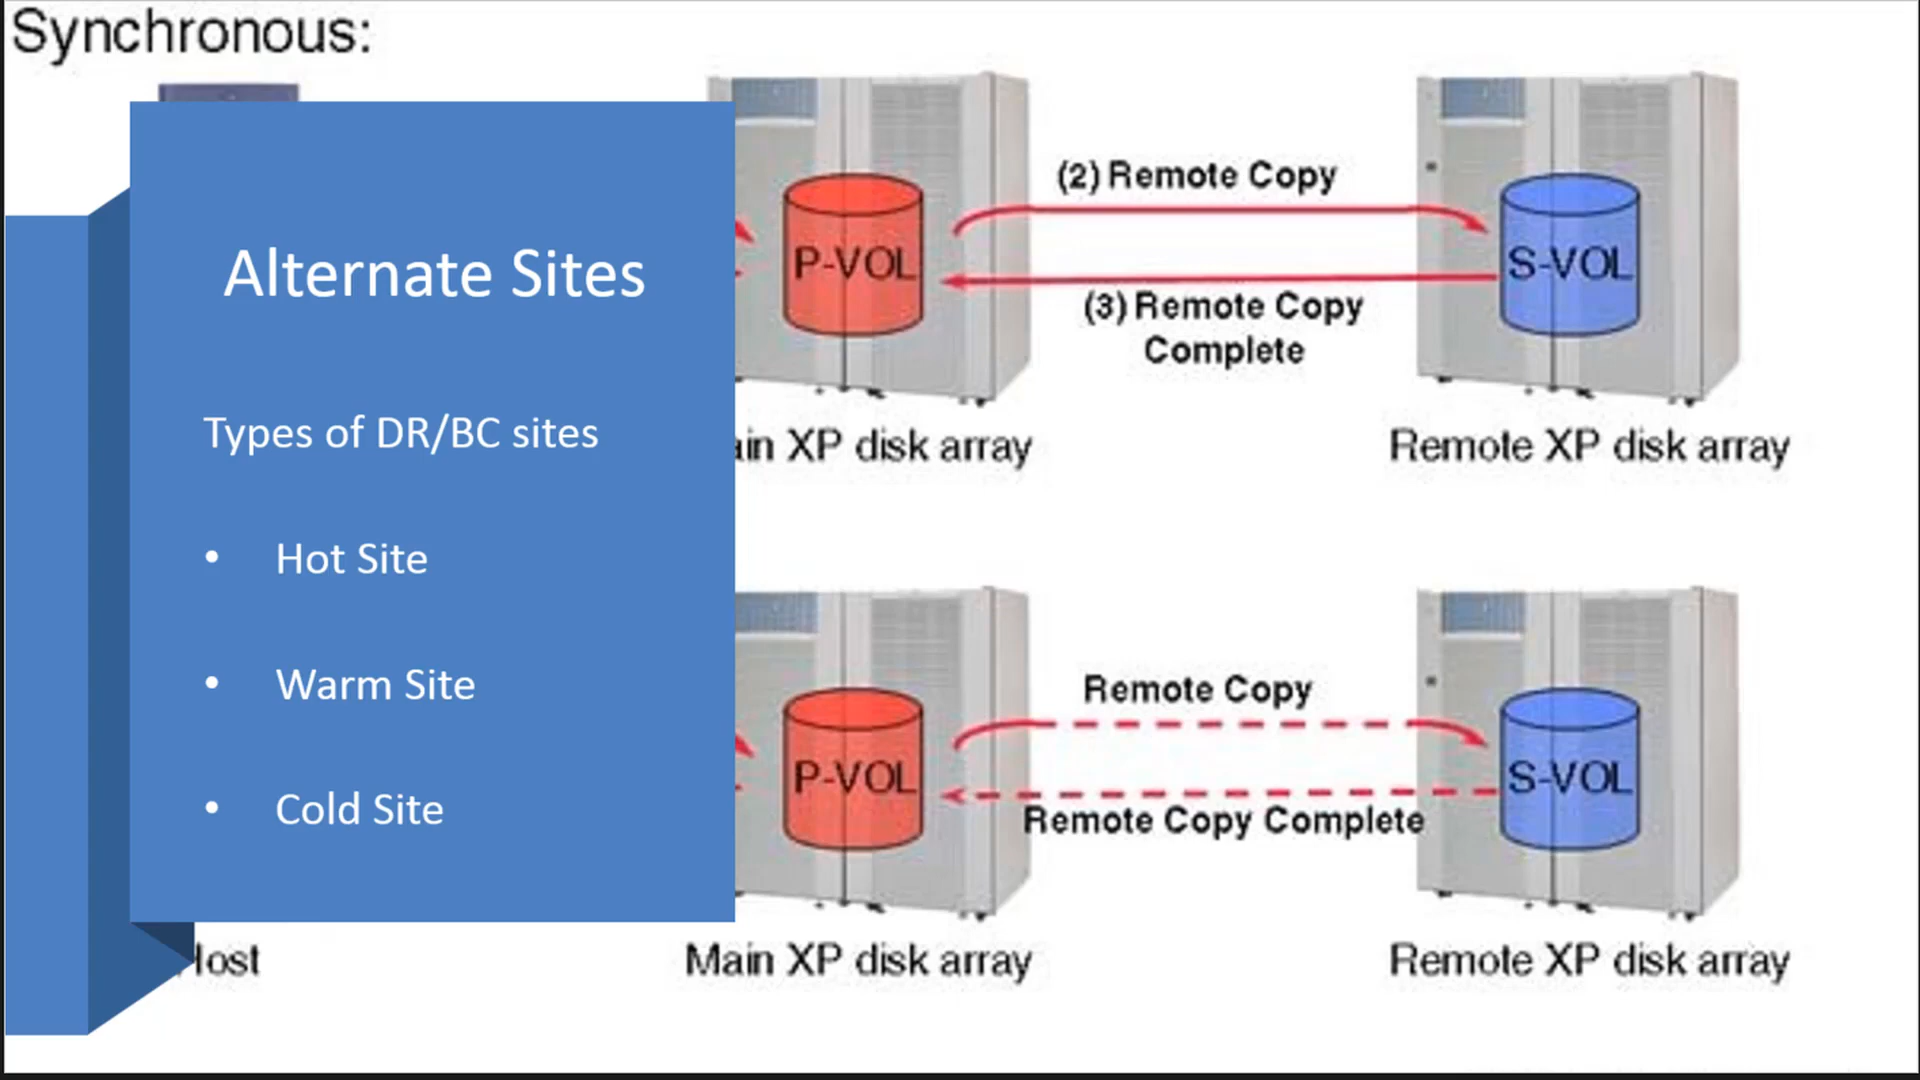 Synchronous:
Alternate Sites
Types of DR/BC sites
• Hot Site
• Warm Site
• Cold Site
(2) Remote Copy
P-VOL
S-VOL
(3) Remote Copy
Complete
XP disk array
Remote XP disk array
Remote Copy
P-VOL
S-VOL
Remote Copy Complete
Main XP disk array
Remote XP disk array